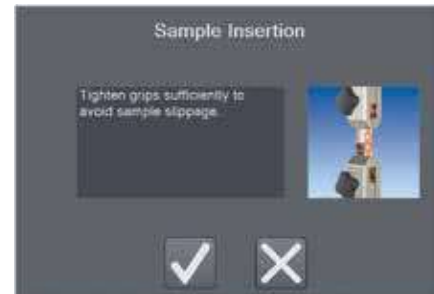 Sample Insertion
Tighten grips sufficiently to
avoid sample slippage.